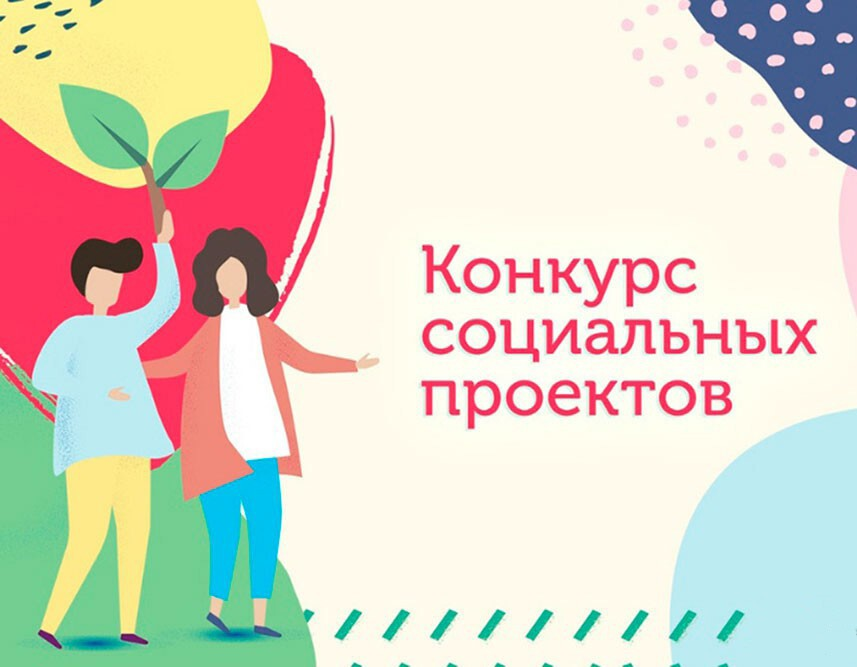 Конкурс
социальных
проектов